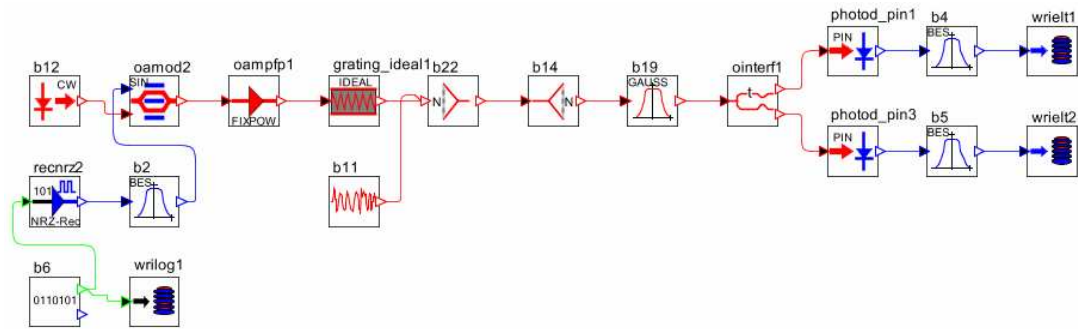 photod_pin1
b4
wrielt1
PIN
BES
b12
oamod2
oampfp1
grating_ideal1
b22
b14
b19
ointerf1
CW
SIN
IDEAL
GAUSS
N
N
t
FIXPOW
photod_pin3
b5
wrielt2
PIN
BES
recnrz2
b2
b11
101
BES
NRZ-Rec
b6
wrilog1
0110101